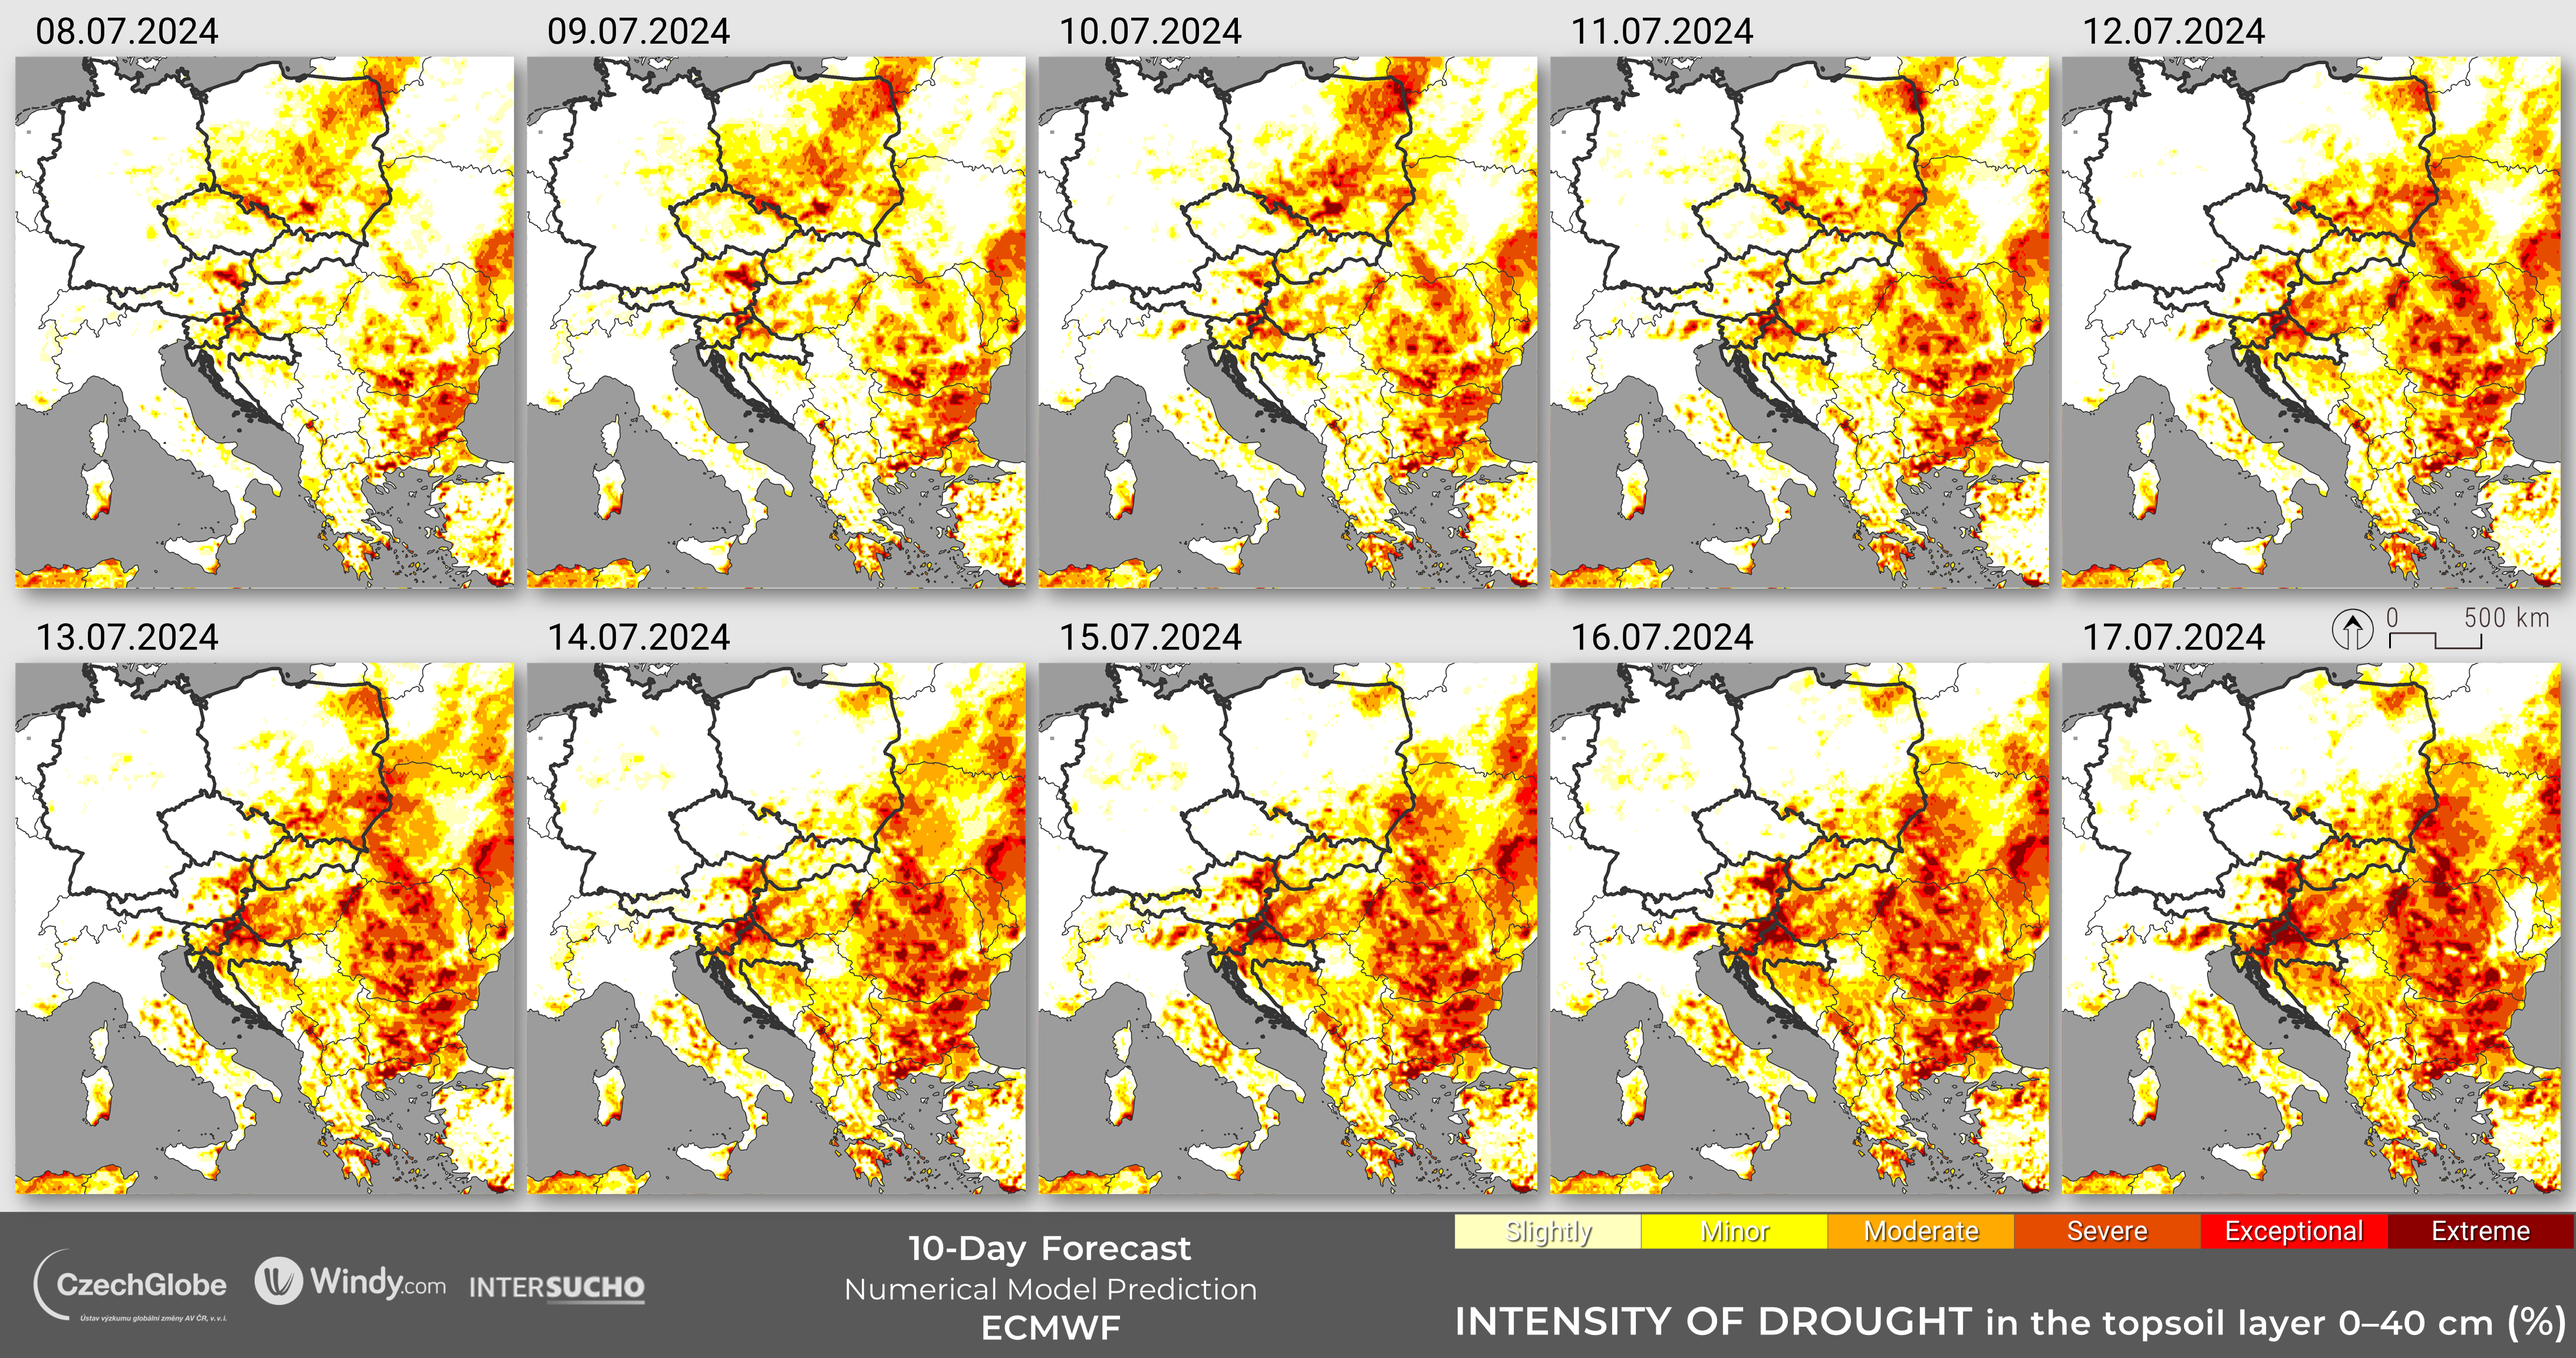 08.07.2024
09.07.2024
10.07.2024
11.07.2024
12.07.2024
13.07.2024
14.07.2024
15.07.2024
16.07.2024
17.07.2024
0 500 km
Slightly Minor Moderate Severe Exceptional Extreme
CzechGlobe
Ústav výzkumu globální změny AV ČR, v. v. i.
Windy.com
INTERSUCHO
10-Day Forecast
Numerical Model Prediction
ECMWF
INTENSITY OF DROUGHT in the topsoil layer 0–40 cm (%)